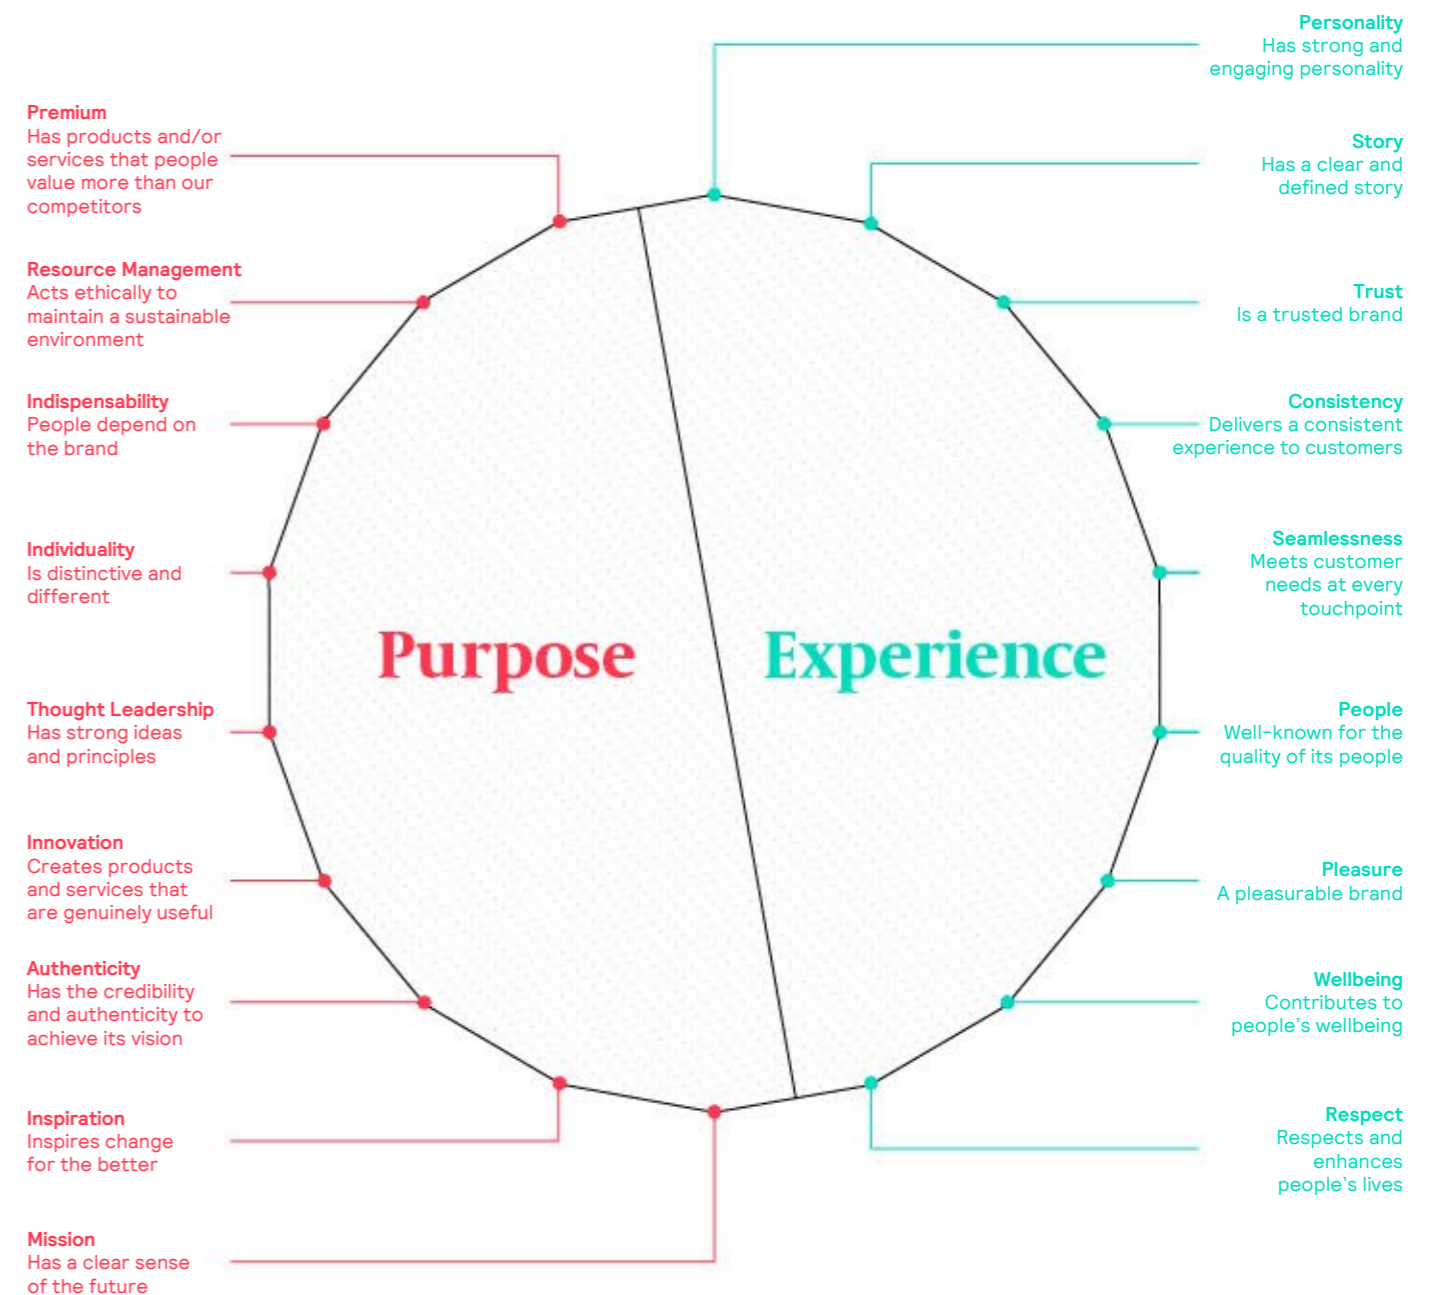 Premium
Has products and/or
services that people
value more than our
competitors
Resource Management
Acts ethically to
maintain a sustainable
environment
Indispensability
People depend on
the brand
Individuality
Is distinctive and
different
Thought Leadership
Has strong ideas
and principles
Innovation
Creates products
and services that
are genuinely useful
Authenticity
Has the credibility
and authenticity to
achieve its vision
Inspiration
Inspires change
for the better
Mission
Has a clear sense
of the future
Purpose
Experience
Personality
Has strong and
engaging personality
Story
Has a clear and
defined story
Trust
Is a trusted brand
Consistency
Delivers a consistent
experience to customers
Seamlessness
Meets customer
needs at every
touchpoint
People
Well-known for the
quality of its people
Pleasure
A pleasurable brand
Wellbeing
Contributes to
people's wellbeing
Respect
Respects and
enhances
people's lives